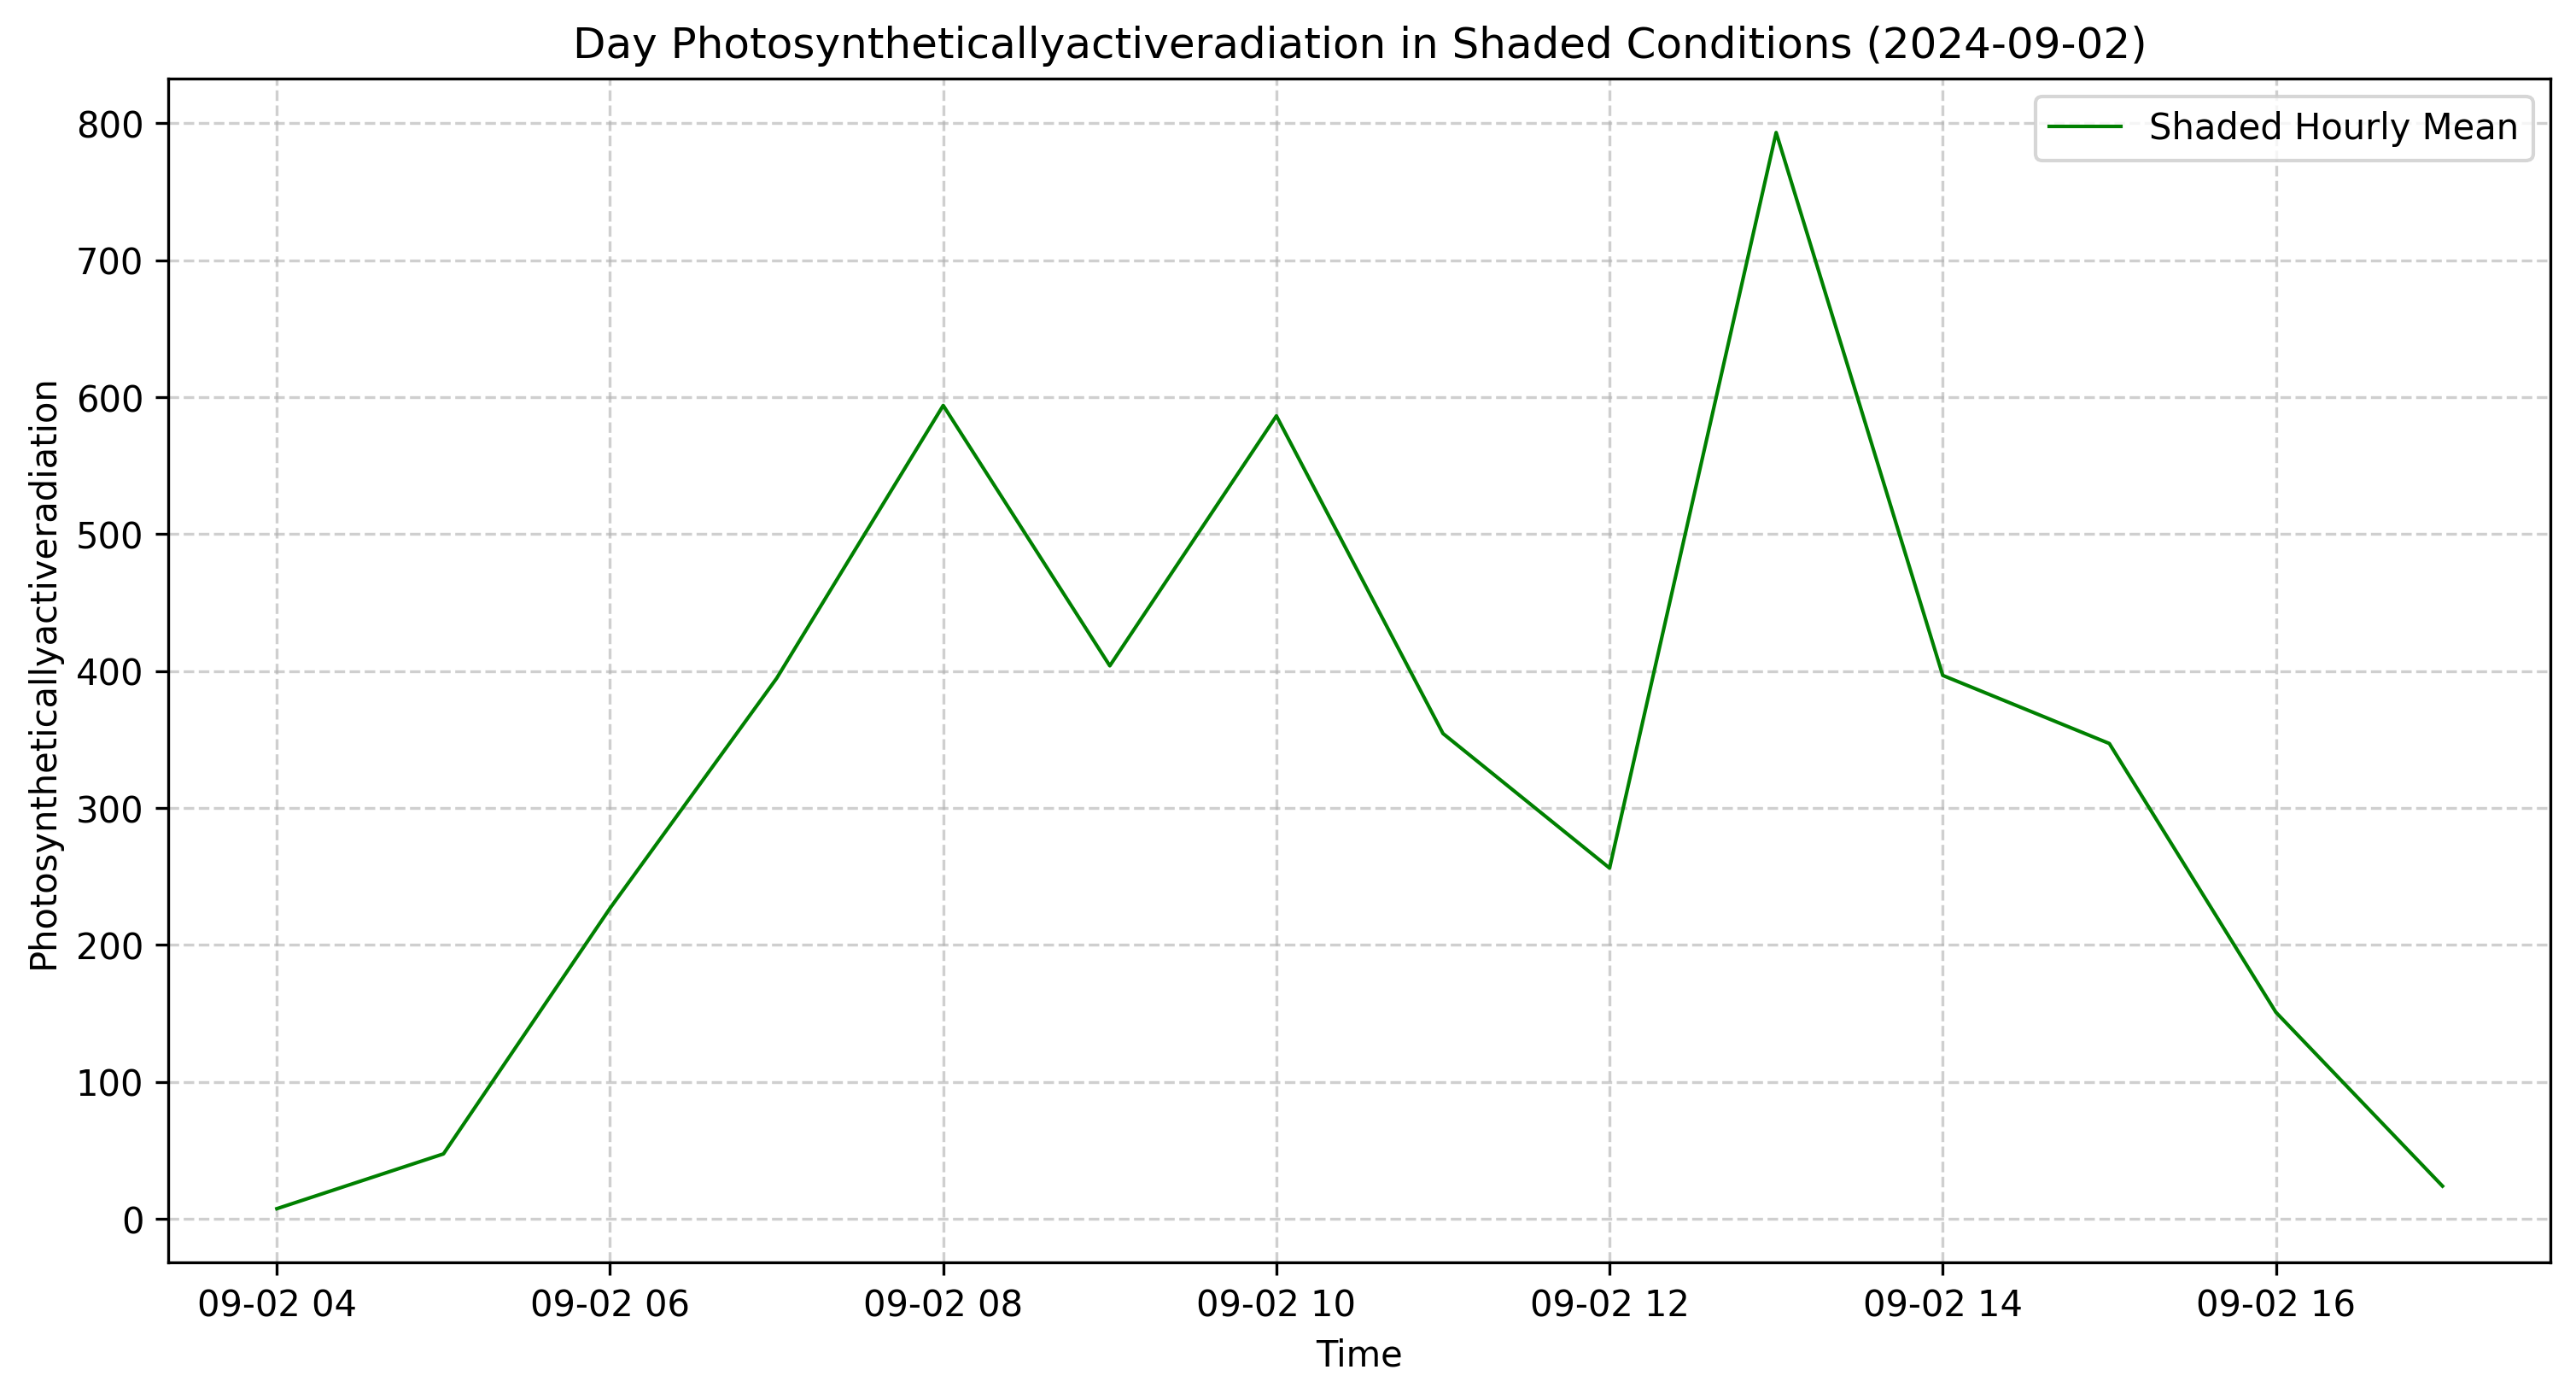 Day Photosyntheticallyactiveradiation in Shaded Conditions (2024-09-02)
Shaded Hourly Mean
Photosyntheticallyactiveradiation
800
700
600
500
400
300
200
100
0
09-02 04 09-02 06 09-02 08 09-02 10 09-02 12 09-02 14 09-02 16
Time